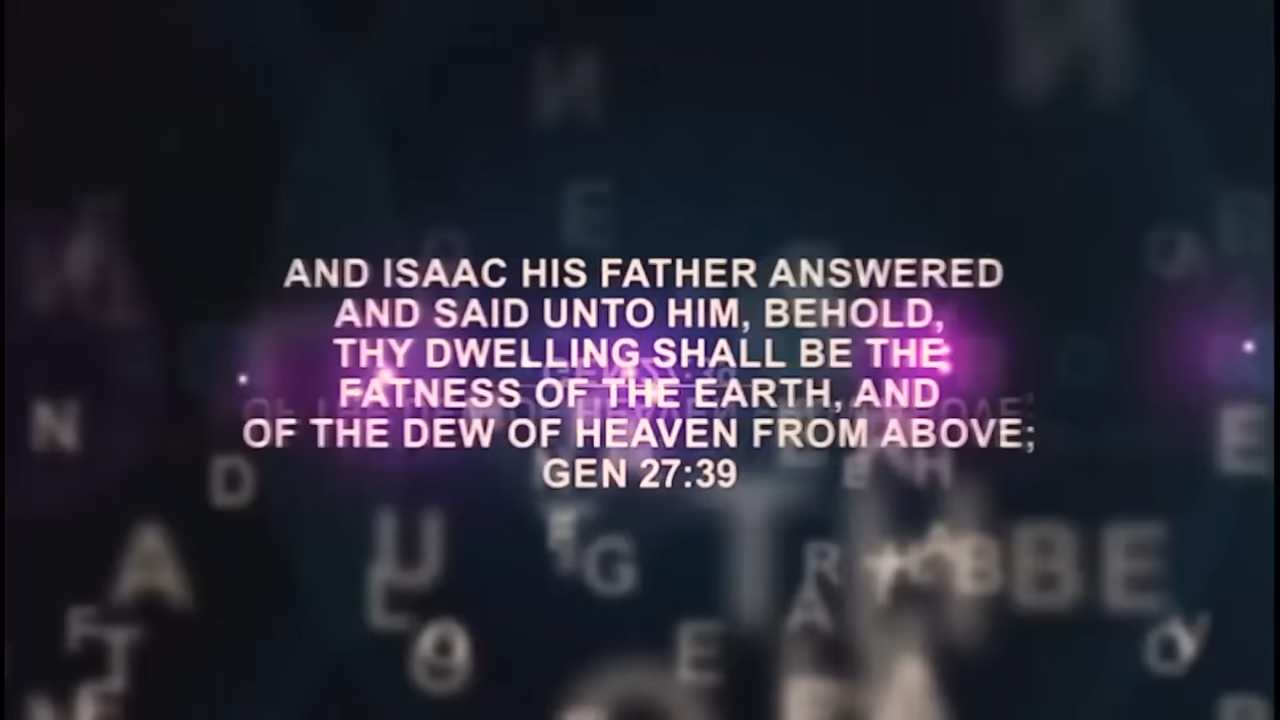 AND ISAAC HIS FATHER ANSWERED
AND SAID UNTO HIM, BEHOLD,
THY DWELLING SHALL BE THE
FATNESS OF THE EARTH, AND
OF THE DEW OF HEAVEN FROM ABOVE;
GEN 27:39